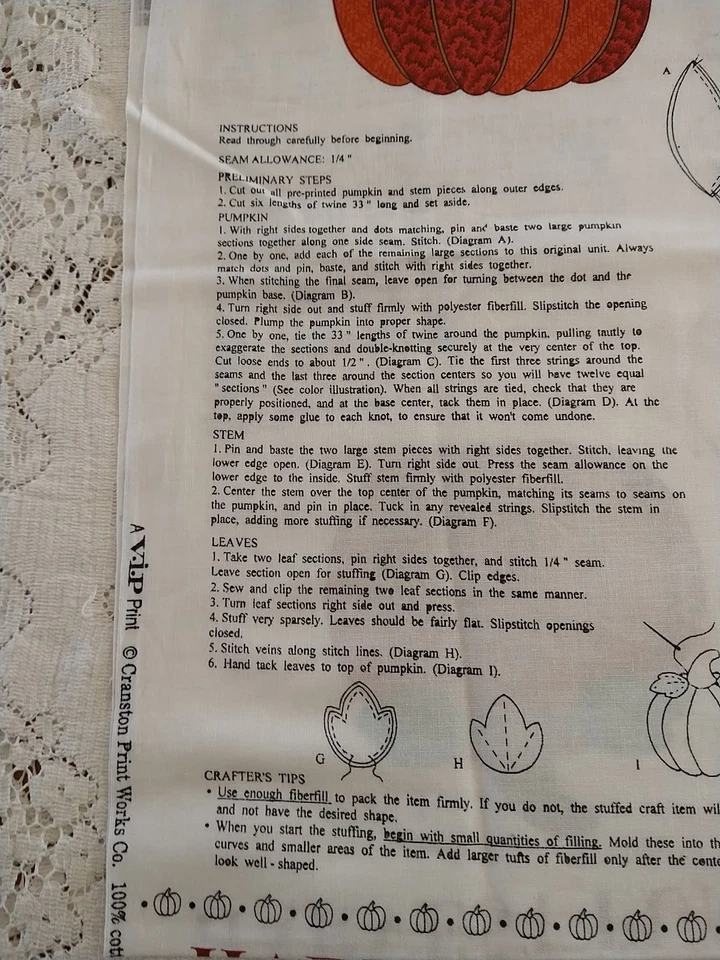 A
INSTRUCTIONS
Read through carefully before beginning.
SEAM ALLOWANCE: 1/4 "
PRELIMINARY STEPS
1. Cut out all pre-printed pumpkin and stem pieces along outer edges.
2. Cut six lengths of twine 33 " long and set aside.
PUMPKIN
1. With right sides together and dots matching, pin and baste two large pumpkin
sections together along one side seam. Stitch. (Diagram A).
2. One by one, add each of the remaining large sections to this original unit. Always
match dots and pin, baste, and stitch with right sides together.
3. When stitching the final seam, leave open for turning between the dot and the
pumpkin base. (Diagram B).
4. Turn right side out and stuff firmly with polyester fiberfill. Slipstitch the opening
closed. Plump the pumpkin into proper shape.
5. One by one, tie the 33 " lengths of twine around the pumpkin, pulling tautly to
exaggerate the sections and double-knotting securely at the very center of the top.
Cut loose ends to about 1/2 ". (Diagram C). Tie the first three strings around the
seams and the last three around the section centers so you will have twelve equal
" sections " (See color illustration). When all strings are tied, check that they are
properly positioned, and at the base center, tack them in place. (Diagram D). At the
top, apply some glue to each knot, to ensure that it won't come undone.
STEM
1. Pin and baste the two large stem pieces with right sides together. Stitch, leaving the
lower edge open. (Diagram E). Turn right side out. Press the seam allowance on the
lower edge to the inside. Stuff stem firmly with polyester fiberfill.
2. Center the stem over the top center of the pumpkin, matching its seams to seams on
the pumpkin, and pin in place. Tuck in any revealed strings. Slipstitch the stem in
place, adding more stuffing if necessary. (Diagram F).
LEAVES
1. Take two leaf sections, pin right sides together, and stitch 1/4 " seam.
Leave section open for stuffing (Diagram G). Clip edges.
2. Sew and clip the remaining two leaf sections in the same manner.
3. Turn leaf sections right side out and press.
4. Stuff very sparsely. Leaves should be fairly flat. Slipstitch openings
closed.
5. Stitch veins along stitch lines. (Diagram H).
6. Hand tack leaves to top of pumpkin. (Diagram I).
G
H
I
CRAFTER'S TIPS
• Use enough fiberfill to pack the item firmly. If you do not, the stuffed craft item will
and not have the desired shape.
• When you start the stuffing, begin with small quantities of filling. Mold these into th
curves and smaller areas of the item. Add larger tufts of fiberfill only after the cente
look well - shaped.
A V.I.P Print © Cranston Print Works Co. 100% cott